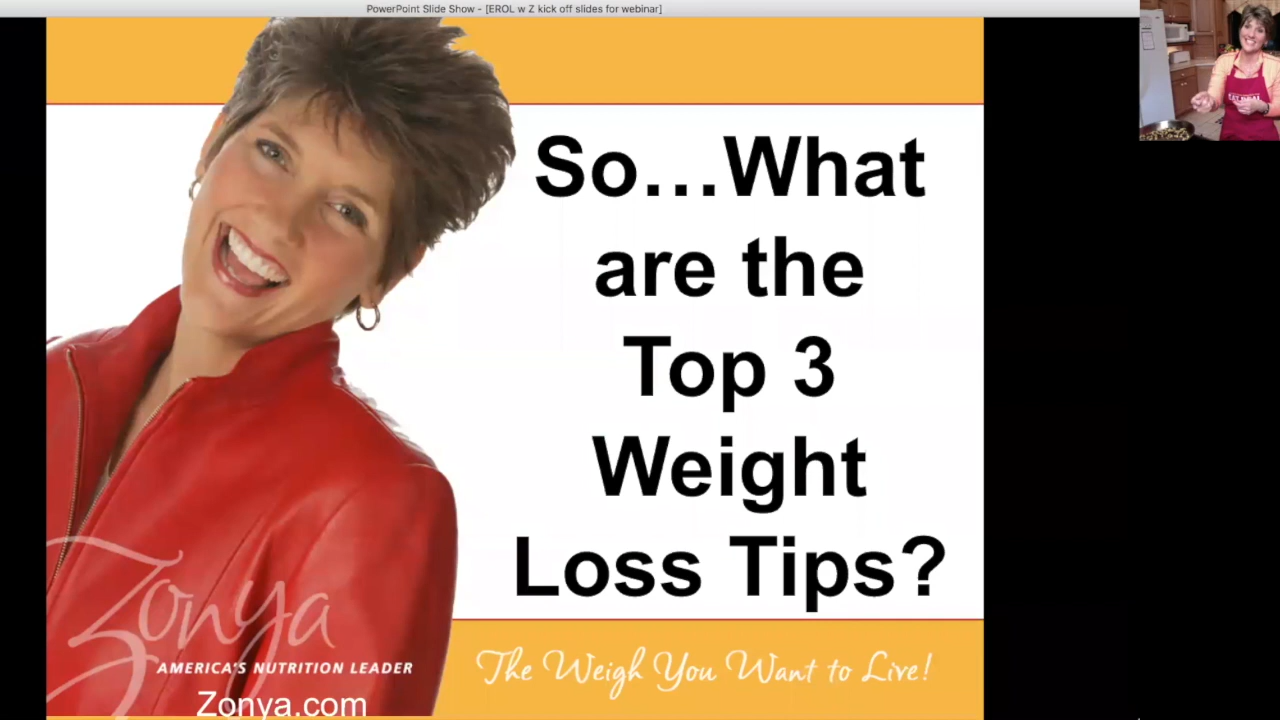 PowerPoint Slide Show - [EROL w Z kick off slides for webinar]
So…What
are the
Top 3
Weight
Loss Tips?
Zonya
AMERICA'S NUTRITION LEADER
Zonya.com
The Weigh You Want to Live!